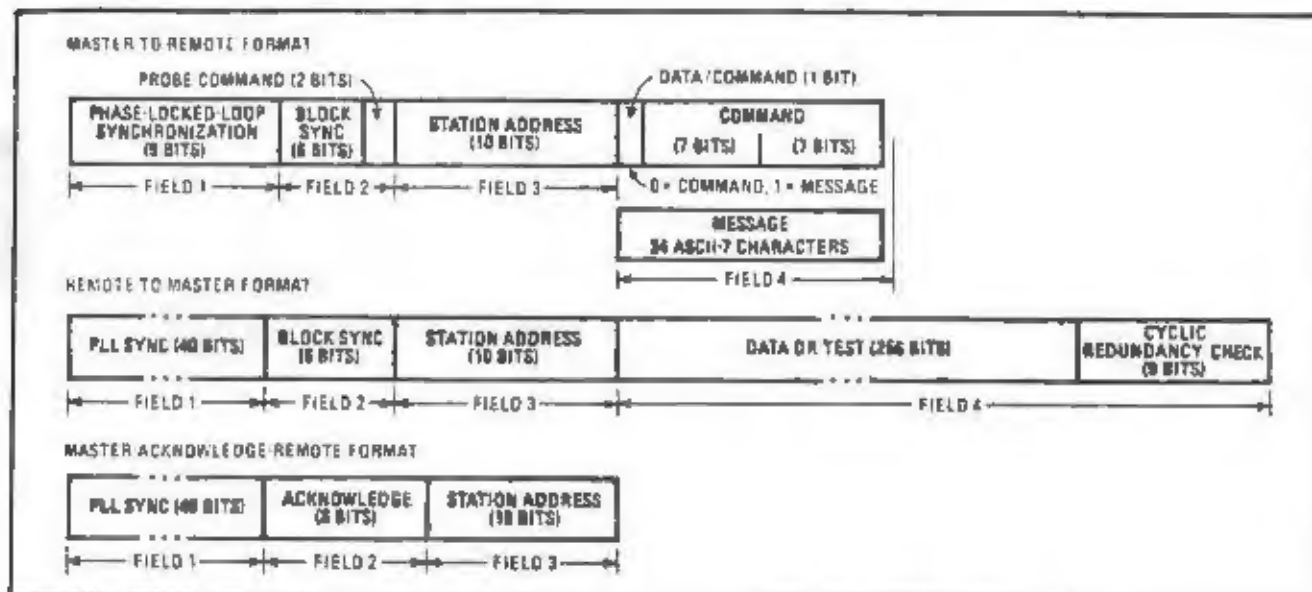 MASTER TO REMOTE FORMAT
PROBE COMMAND (2 BITS)
DATA/COMMAND (1 BIT)
PHASE-LOCKED-LOOP
SYNCHRONIZATION
BLOCK
SYNC
STATION ADDRESS
(10 BITS)
COMMAND
(7 BITS)
(7 BITS)
FIELD 1
FIELD 2
FIELD 3
0 = COMMAND, 1 = MESSAGE
MESSAGE
ASCII-7 CHARACTERS
FIELD 4
REMOTE TO MASTER FORMAT
PLL SYNC (40 BITS)
BLOCK SYNC
STATION ADDRESS
(10 BITS)
DATA OR TEST
CYCLIC
REDUNDANCY CHECK
FIELD 1
FIELD 2
FIELD 3
FIELD 4
MASTER ACKNOWLEDGE-REMOTE FORMAT
PLL SYNC (40 BITS)
ACKNOWLEDGE
STATION ADDRESS
(10 BITS)
FIELD 1
FIELD 2
FIELD 3